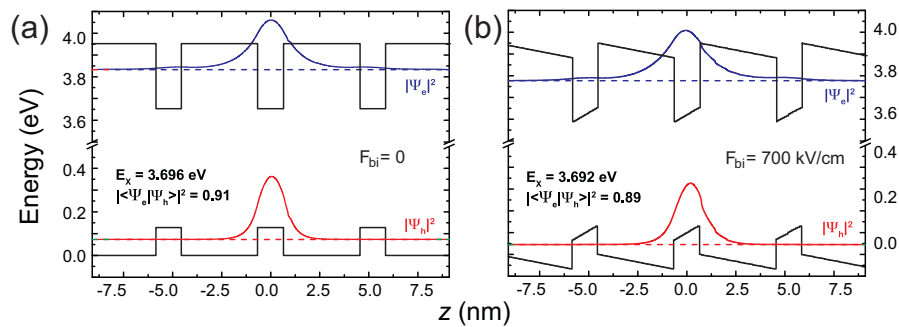 (a)
(b)
4.0
3.8
3.6
0.4
0.2
0.0
Energy (eV)
|Ψe|²
Fbi = 0
EX = 3.696 eV
|<Ψe|Ψh>|² = 0.91
|Ψh|²
-7.5 -5.0 -2.5 0.0 2.5 5.0 7.5
4.0
3.8
3.6
0.4
0.2
0.0
|Ψe|²
Fbi = 700 kV/cm
EX = 3.692 eV
|<Ψe|Ψh>|² = 0.89
|Ψh|²
-7.5 -5.0 -2.5 0.0 2.5 5.0 7.5
z (nm)